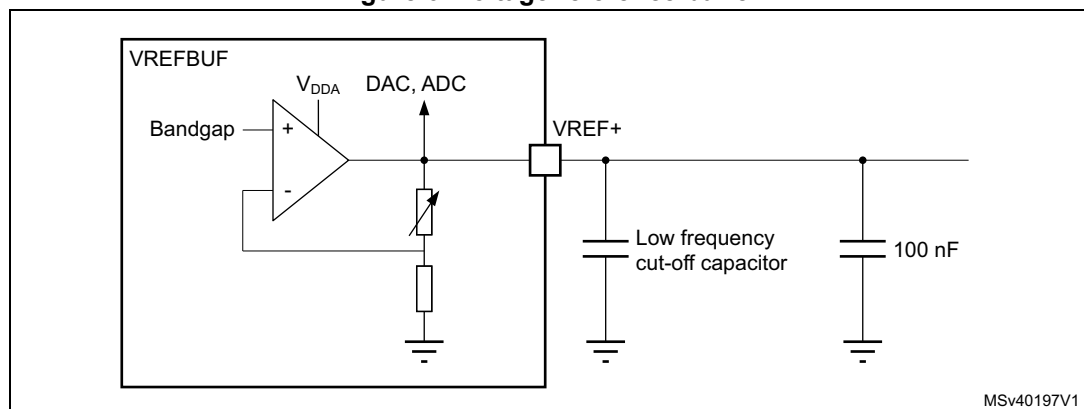 VREFBUF
VDDA
DAC, ADC
Bandgap
+
-
VREF+
Low frequency
cut-off capacitor
100 nF
MSv40197V1